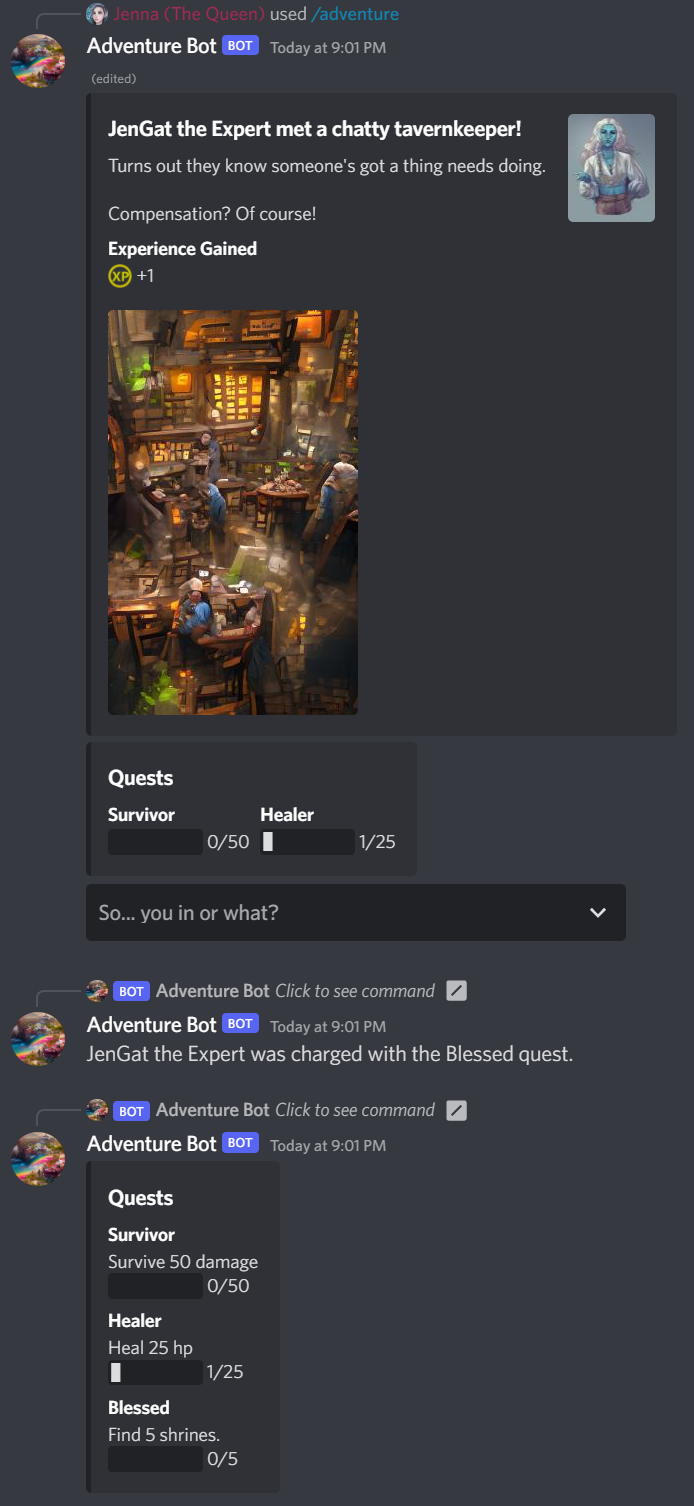 Jenna (The Queen) used /adventure
Adventure Bot BOT Today at 9:01 PM
(edited)
JenGat the Expert met a chatty tavernkeeper!
Turns out they know someone's got a thing needs doing.
Compensation? Of course!
Experience Gained
XP +1
Quests
Survivor Healer
0/50 1/25
So... you in or what?
BOT Adventure Bot Click to see command
Adventure Bot BOT Today at 9:01 PM
JenGat the Expert was charged with the Blessed quest.
BOT Adventure Bot Click to see command
Adventure Bot BOT Today at 9:01 PM
Quests
Survivor
Survive 50 damage
0/50
Healer
Heal 25 hp
1/25
Blessed
Find 5 shrines.
0/5